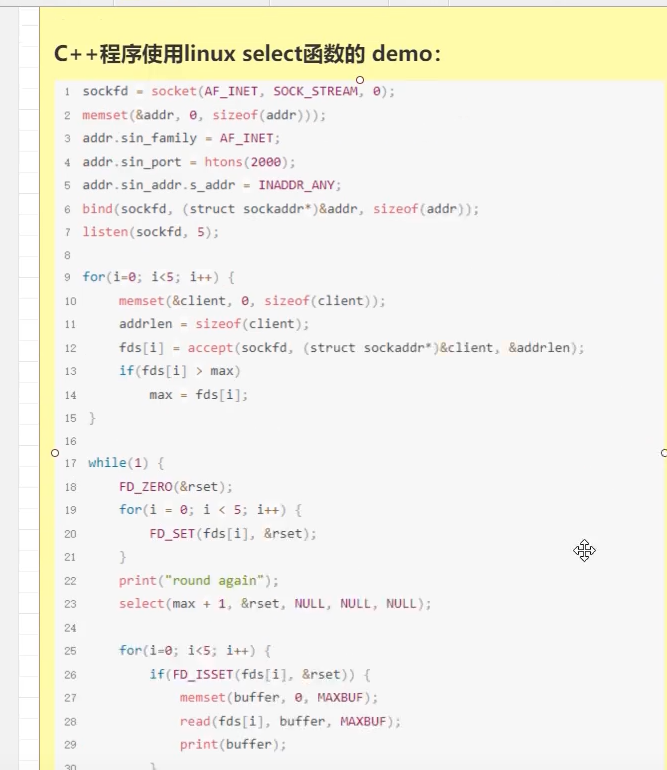 C++程序使用linux select函数的 demo：
1 sockfd = socket(AF_INET, SOCK_STREAM, 0);
2 memset(&addr, 0, sizeof(addr)));
3 addr.sin_family = AF_INET;
4 addr.sin_port = htons(2000);
5 addr.sin_addr.s_addr = INADDR_ANY;
6 bind(sockfd, (struct sockaddr*)&addr, sizeof(addr));
7 listen(sockfd, 5);
8
9 for(i=0; i<5; i++) {
10 memset(&client, 0, sizeof(client));
11 addrlen = sizeof(client);
12 fds[i] = accept(sockfd, (struct sockaddr*)&client, &addrlen);
13 if(fds[i] > max)
14 max = fds[i];
15 }
16
17 while(1) {
18 FD_ZERO(&rset);
19 for(i = 0; i < 5; i++) {
20 FD_SET(fds[i], &rset);
21 }
22 print("round again");
23 select(max + 1, &rset, NULL, NULL, NULL);
24
25 for(i=0; i<5; i++) {
26 if(FD_ISSET(fds[i], &rset)) {
27 memset(buffer, 0, MAXBUF);
28 read(fds[i], buffer, MAXBUF);
29 print(buffer);
30 }